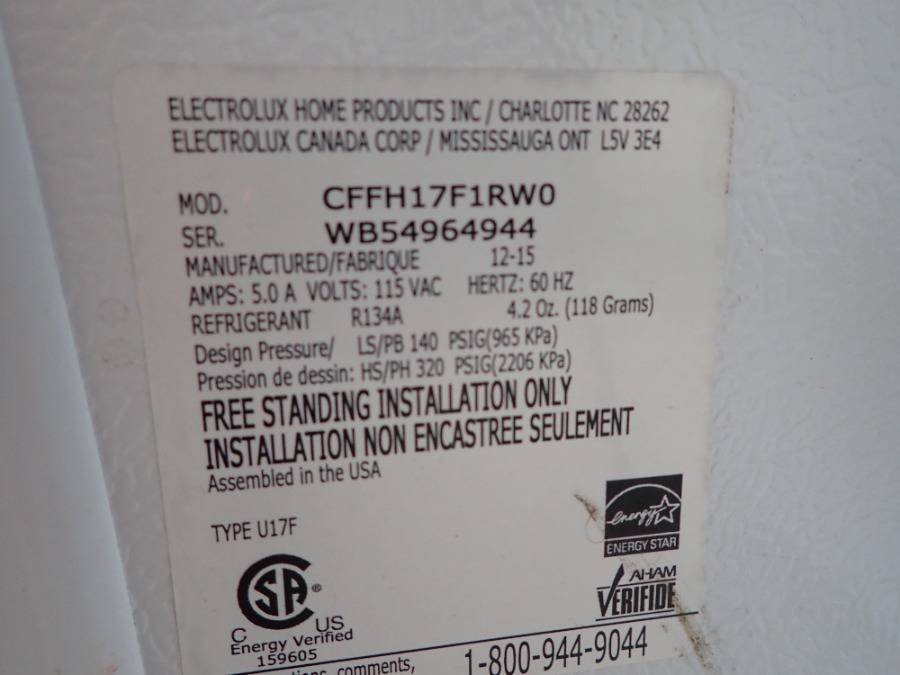 ELECTROLUX HOME PRODUCTS INC / CHARLOTTE NC 28262
ELECTROLUX CANADA CORP / MISSISSAUGA ONT L5V 3E4
MOD. CFFH17F1RW0
SER. WB54964944
MANUFACTURED/FABRIQUE 12-15
AMPS: 5.0 A VOLTS: 115 VAC HERTZ: 60 HZ
REFRIGERANT R134A 4.2 Oz. (118 Grams)
Design Pressure/ LS/PB 140 PSIG(965 KPa)
Pression de dessin: HS/PH 320 PSIG(2206 KPa)
FREE STANDING INSTALLATION ONLY
INSTALLATION NON ENCASTREE SEULEMENT
Assembled in the USA
TYPE U17F
energy
ENERGY STAR
CSA ®
C US
Energy Verified
159605
AHAM
VERIFIDE
comments,
1-800-944-9044